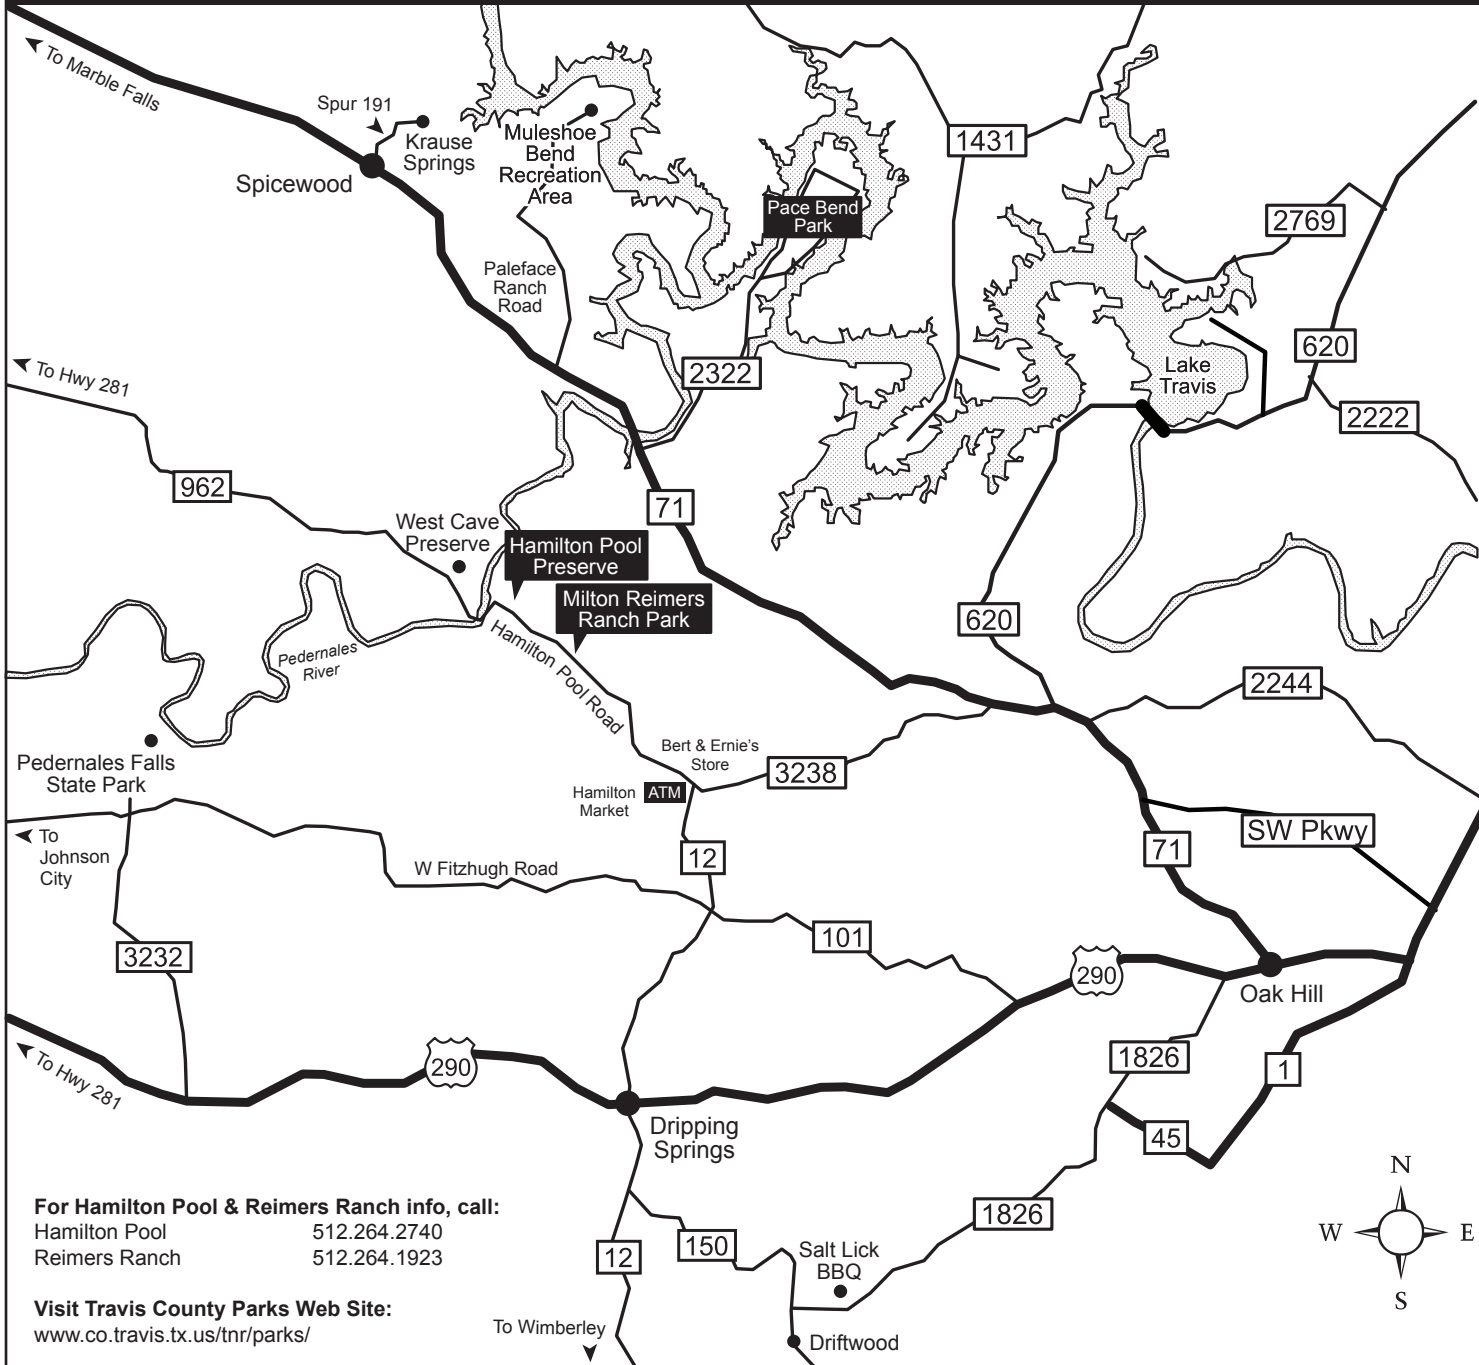 To Marble Falls
Spur 191
Krause
Springs
Spicewood
Muleshoe
Bend
Recreation
Area
Pace Bend
Park
1431
2769
Paleface
Ranch
Road
620
Lake
Travis
2322
To Hwy 281
2222
962
71
West Cave
Preserve
Hamilton Pool
Preserve
Milton Reimers
Ranch Park
620
Hamilton Pool Road
Pedernales
River
2244
Pedernales Falls
State Park
Bert & Ernie's
Store
3238
Hamilton
Market
ATM
To
Johnson
City
SW Pkwy
71
12
W Fitzhugh Road
101
3232
290
Oak Hill
To Hwy 281
290
1826
1
Dripping
Springs
45
N
W
E
S
1826
150
12
Salt Lick
BBQ
To Wimberley
Driftwood
For Hamilton Pool & Reimers Ranch info, call:
Hamilton Pool 512.264.2740
Reimers Ranch 512.264.1923
Visit Travis County Parks Web Site:
www.co.travis.tx.us/tnr/parks/